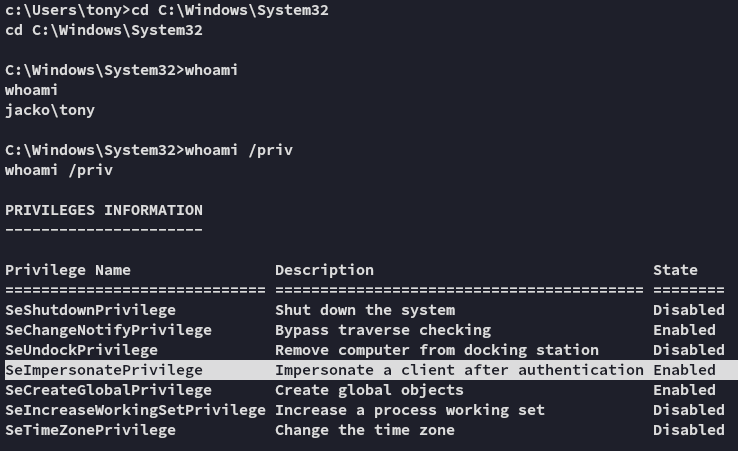 c:\Users\tony>cd C:\Windows\System32
cd C:\Windows\System32
C:\Windows\System32>whoami
whoami
jacko\tony
C:\Windows\System32>whoami /priv
whoami /priv
PRIVILEGES INFORMATION
----------------------
Privilege Name                Description                               State
============================= ========================================= ========
SeShutdownPrivilege           Shut down the system                      Disabled
SeChangeNotifyPrivilege       Bypass traverse checking                  Enabled
SeUndockPrivilege             Remove computer from docking station      Disabled
SeImpersonatePrivilege        Impersonate a client after authentication Enabled
SeCreateGlobalPrivilege       Create global objects                     Enabled
SeIncreaseWorkingSetPrivilege Increase a process working set            Disabled
SeTimeZonePrivilege           Change the time zone                      Disabled